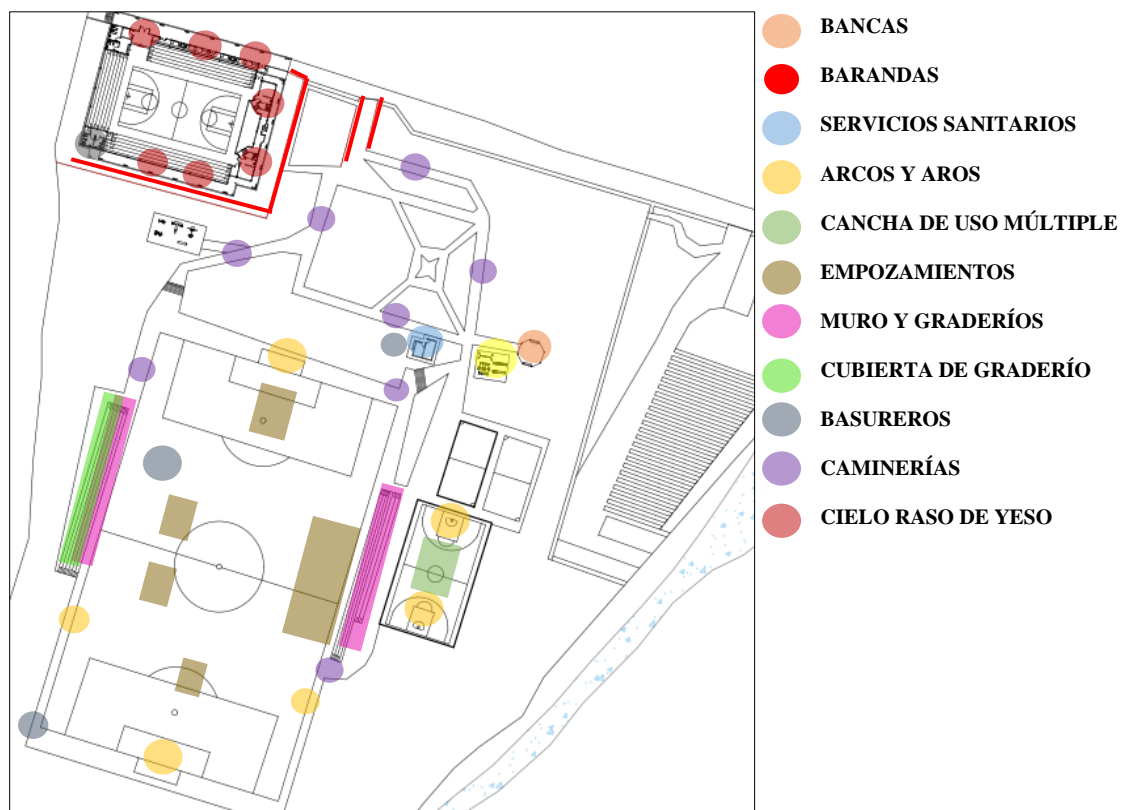 BANCAS
BARANDAS
SERVICIOS SANITARIOS
ARCOS Y AROS
CANCHA DE USO MÚLTIPLE
EMPOZAMIENTOS
MURO Y GRADERÍOS
CUBIERTA DE GRADERÍO
BASUREROS
CAMINERÍAS
CIELO RASO DE YESO